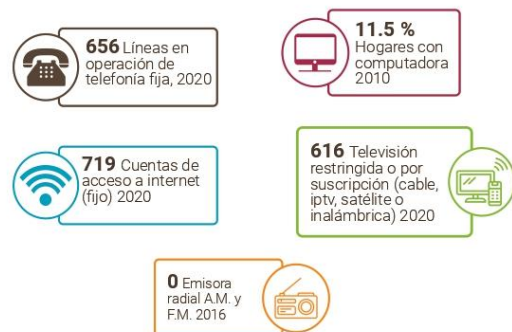 656 Líneas en
operación de
telefonía fija, 2020
11.5 %
Hogares con
computadora
2010
719 Cuentas de
acceso a internet
(fijo) 2020
616 Televisión
restringida o por
suscripción (cable,
iptv, satélite o
inalámbrica) 2020
0 Emisora
radial A.M. y
F.M. 2016